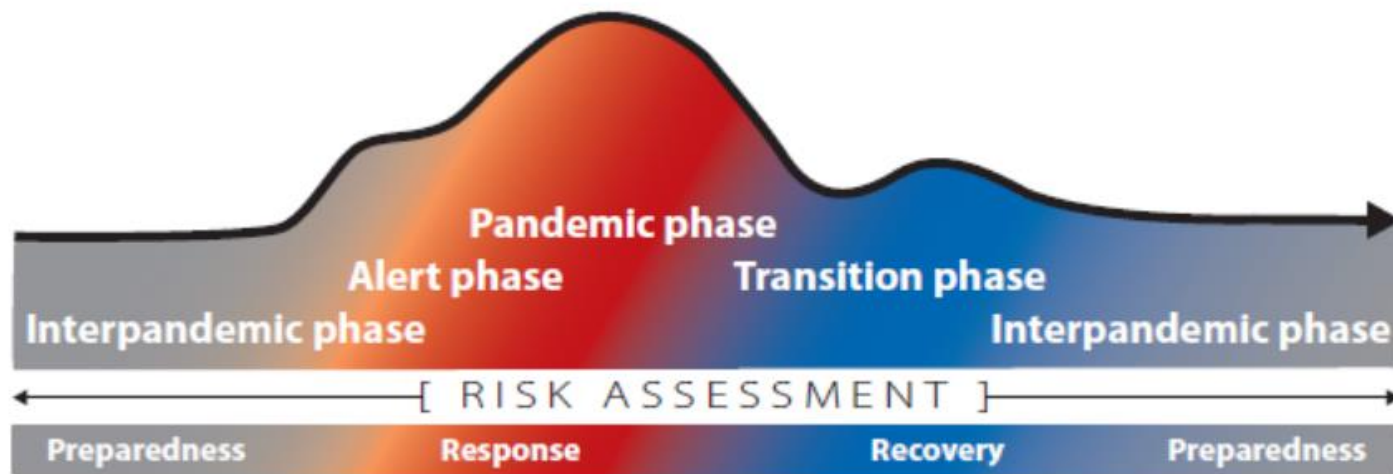 Pandemic phase
Alert phase Transition phase
Interpandemic phase Interpandemic phase
[ RISK ASSESSMENT ]
Preparedness Response Recovery Preparedness